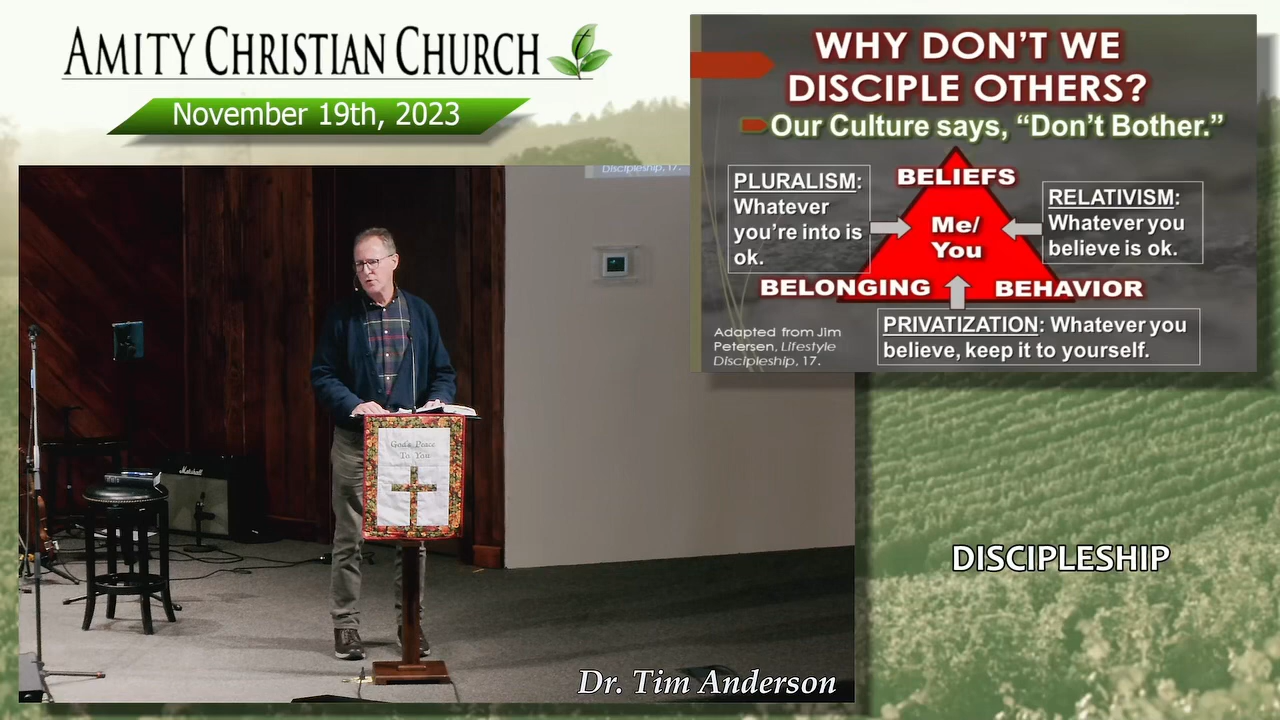 AMITY CHRISTIAN CHURCH
November 19th, 2023
WHY DON'T WE
DISCIPLE OTHERS?
Our Culture says, "Don't Bother."
PLURALISM:
Whatever
you're into is
ok.
BELIEFS
Me/
You
RELATIVISM:
Whatever you
believe is ok.
BELONGING
BEHAVIOR
PRIVATIZATION: Whatever you
believe, keep it to yourself.
Adapted from Jim
Petersen, Lifestyle
Discipleship, 17.
Discipleship, 17.
Marshall
God's Peace
To You
DISCIPLESHIP
Dr. Tim Anderson